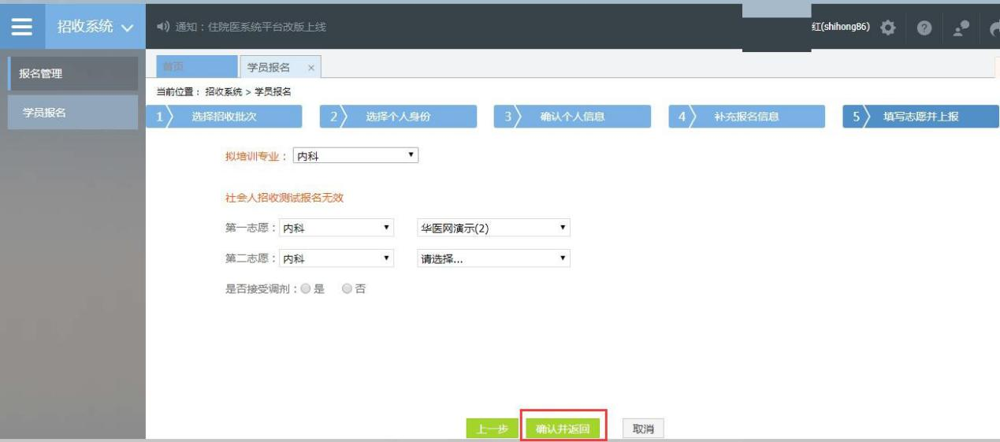 招收系统
通知：住院医系统平台改版上线
红(shihong86)
报名管理
学员报名
首页
学员报名 ×
当前位置： 招收系统 > 学员报名
1 选择招收批次
2 选择个人身份
3 确认个人信息
4 补充报名信息
5 填写志愿并上报
拟培训专业： 内科
社会人招收测试报名无效
第一志愿： 内科 华医网演示(2)
第二志愿： 内科 请选择...
是否接受调剂： 是 否
上一步 确认并返回 取消